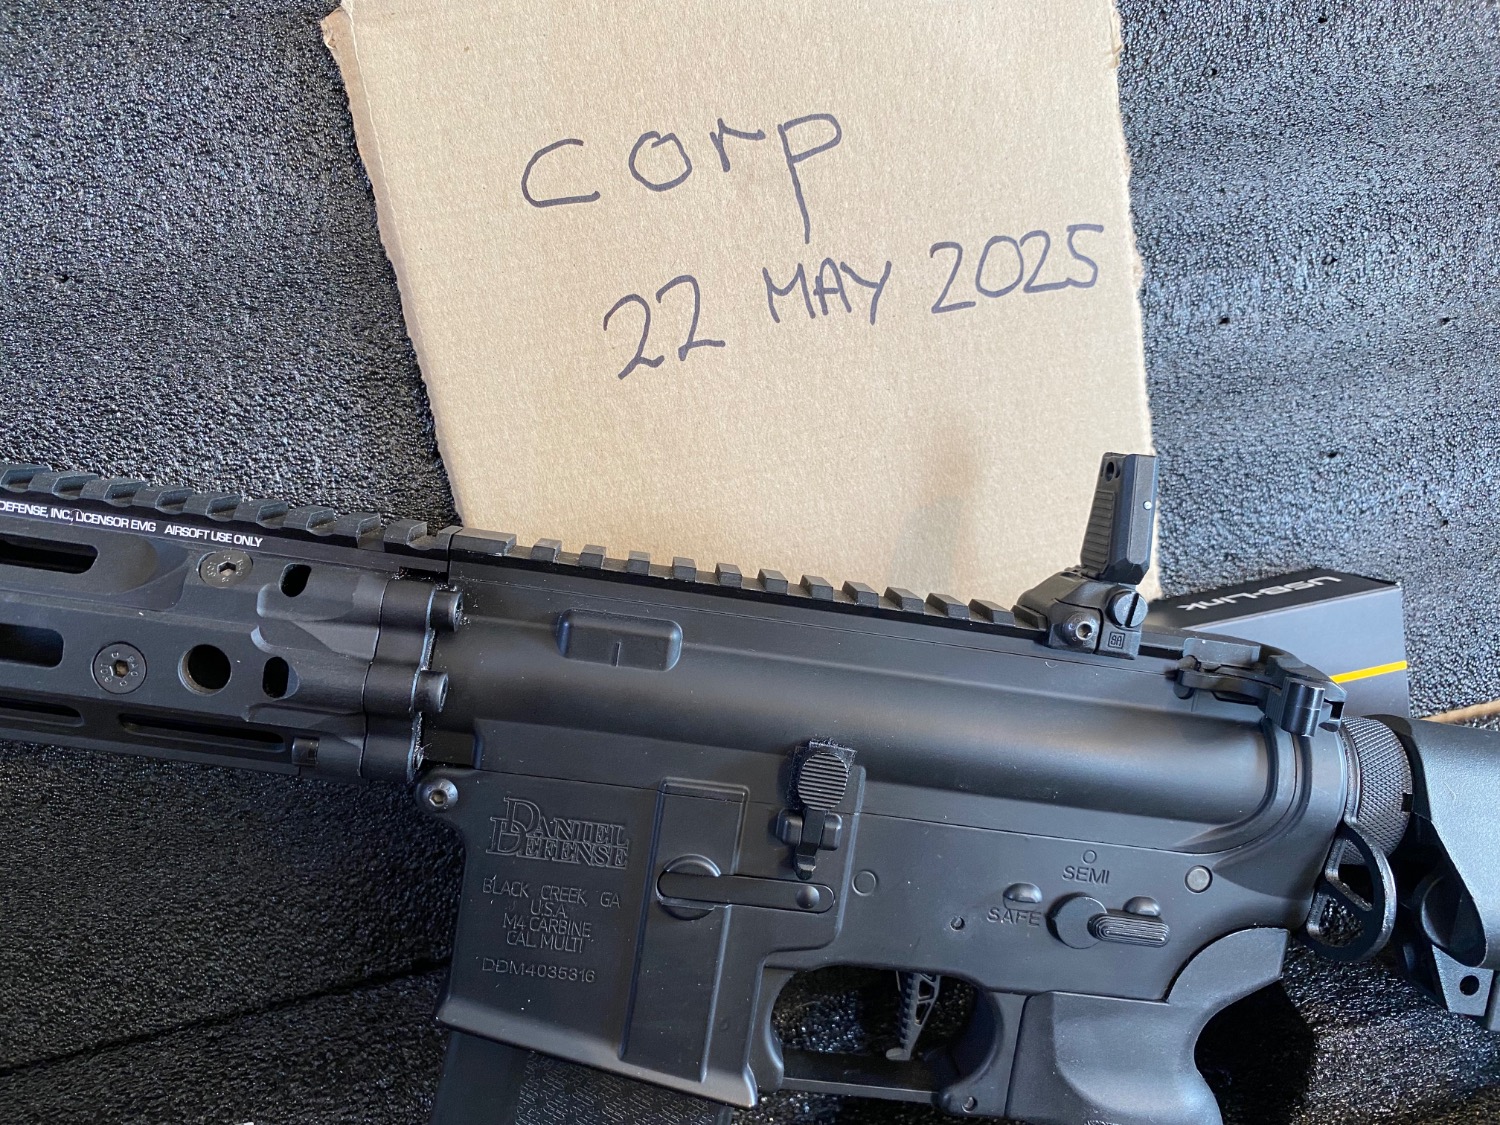 corp
22 MAY 2025
DEFENSE, INC., LICENSOR EMG AIRSOFT USE ONLY
USB-Link
DANIEL
DEFENSE
BLACK CREEK GA
U.S.A.
M4 CARBINE
CAL. MULTI
DDM4035316
SEMI
SAFE